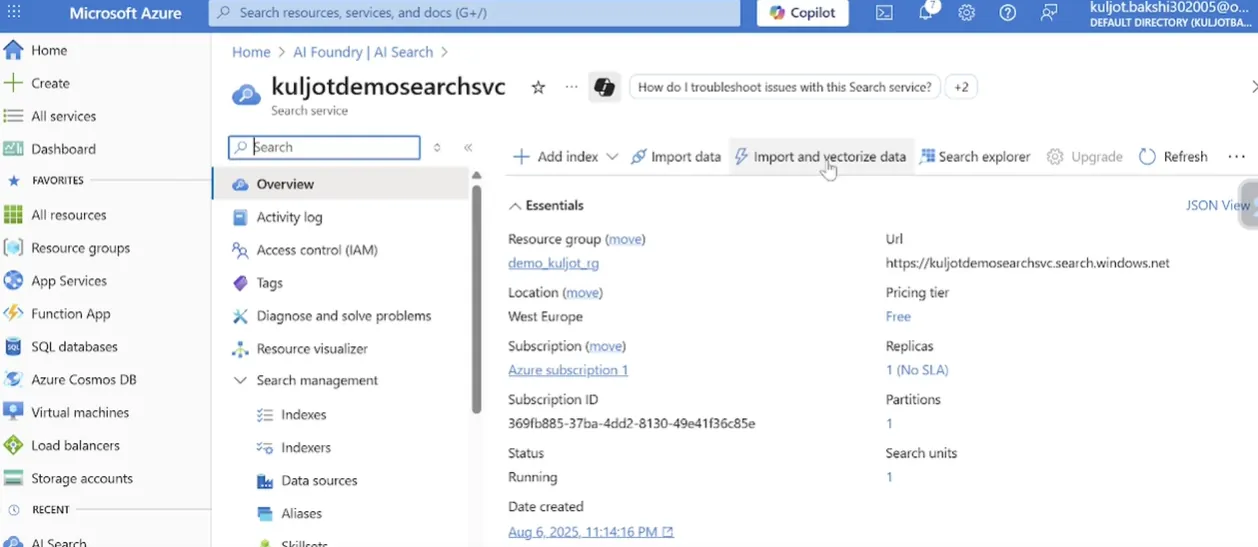 Microsoft Azure
Search resources, services, and docs (G+/)
Copilot
7
kuljot.bakshi302005@o...
DEFAULT DIRECTORY (KULJOTBA...
Home
Create
All services
Dashboard
FAVORITES
All resources
Resource groups
App Services
Function App
SQL databases
Azure Cosmos DB
Virtual machines
Load balancers
Storage accounts
RECENT
AI Search
Home > AI Foundry | AI Search >
kuljotdemosearchsvc
Search service
How do I troubleshoot issues with this Search service?
+2
Search
Overview
Activity log
Access control (IAM)
Tags
Diagnose and solve problems
Resource visualizer
Search management
Indexes
Indexers
Data sources
Aliases
Skillsets
Add index
Import data
Import and vectorize data
Search explorer
Upgrade
Refresh
Essentials
JSON View
Resource group (move)
demo_kuljot_rg
Location (move)
West Europe
Subscription (move)
Azure subscription 1
Subscription ID
369fb885-37ba-4dd2-8130-49e41f36c85e
Status
Running
Date created
Aug 6, 2025, 11:14:16 PM
Url
https://kuljotdemosearchsvc.search.windows.net
Pricing tier
Free
Replicas
1 (No SLA)
Partitions
1
Search units
1